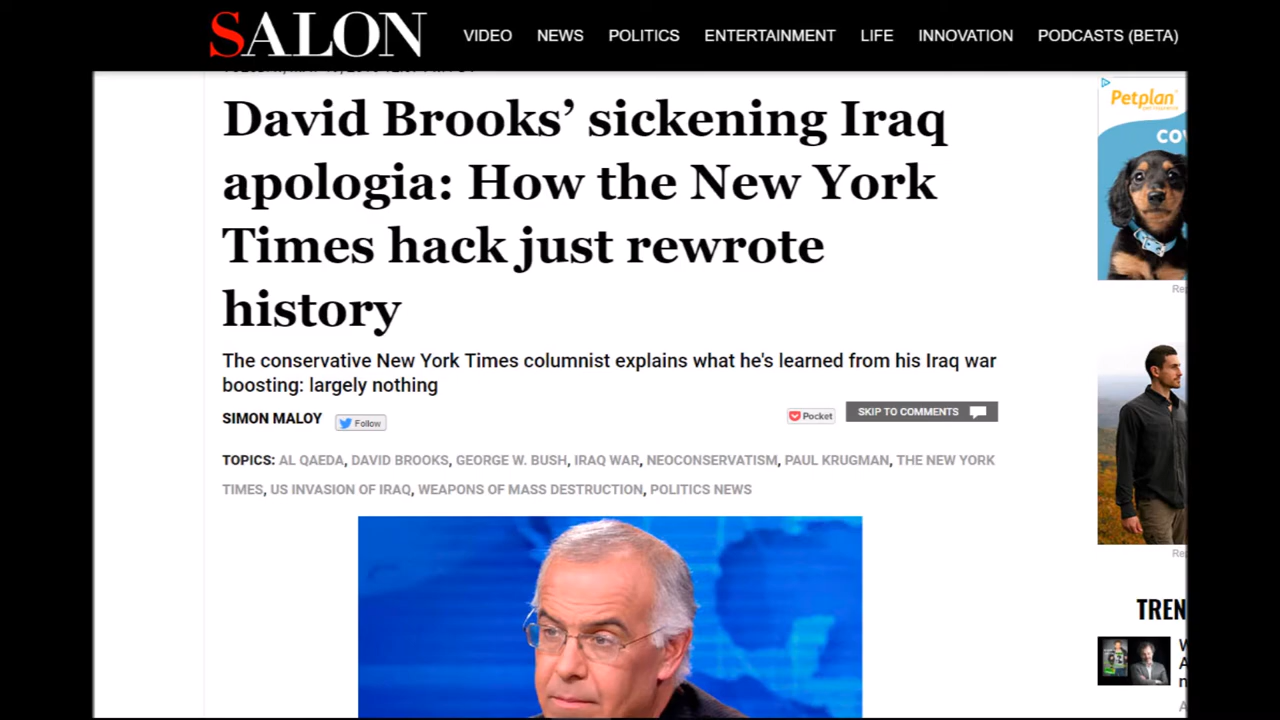 SALON
VIDEO NEWS POLITICS ENTERTAINMENT LIFE INNOVATION PODCASTS (BETA)
David Brooks’ sickening Iraq
apologia: How the New York
Times hack just rewrote
history
The conservative New York Times columnist explains what he's learned from his Iraq war
boosting: largely nothing
SIMON MALOY Follow
Pocket SKIP TO COMMENTS
TOPICS: AL QAEDA, DAVID BROOKS, GEORGE W. BUSH, IRAQ WAR, NEOCONSERVATISM, PAUL KRUGMAN, THE NEW YORK
TIMES, US INVASION OF IRAQ, WEAPONS OF MASS DESTRUCTION, POLITICS NEWS
Petplan
CO
Re
Re
TREN